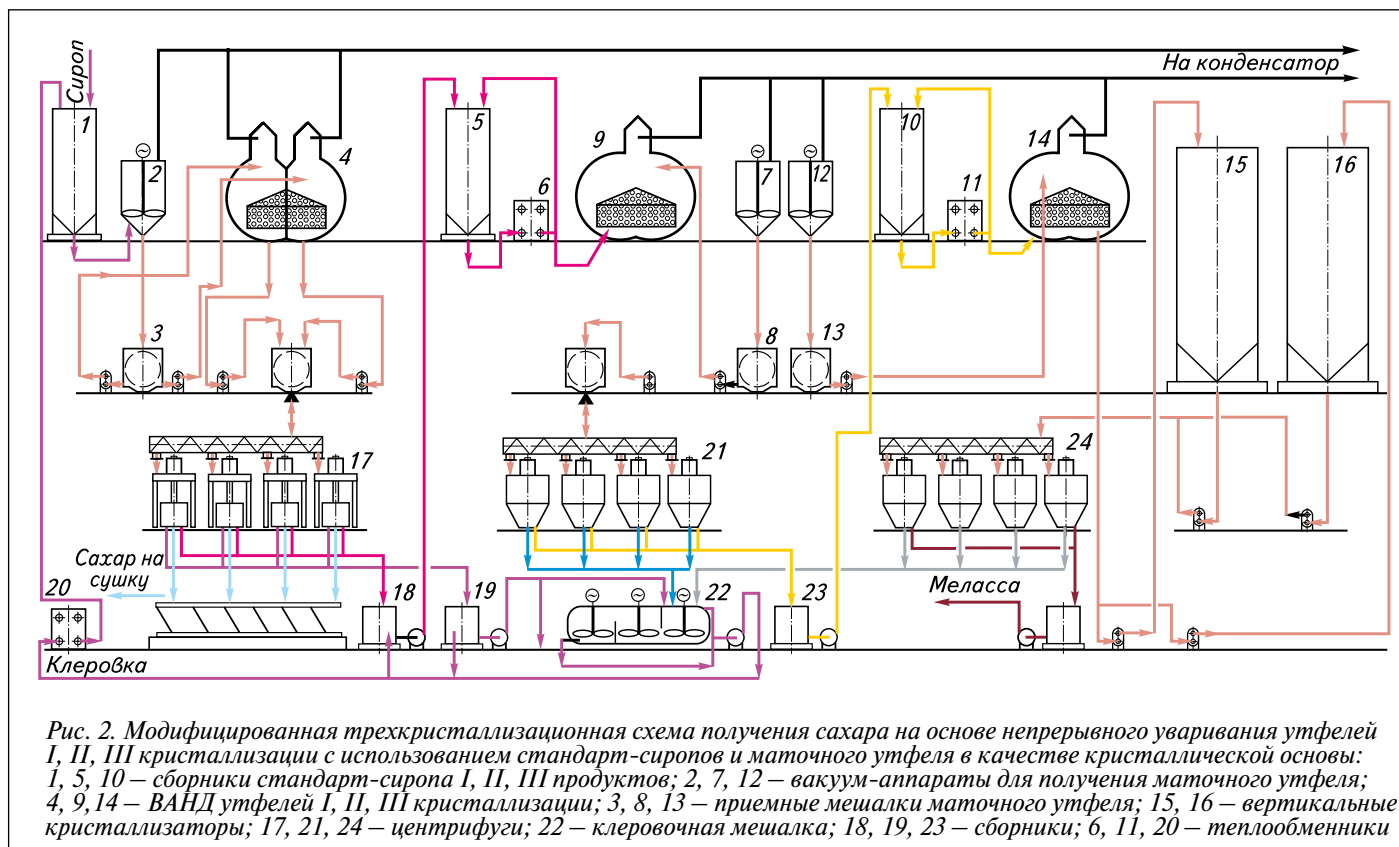 На конденсатор
Сироп
1
2
4
5
6
9
7
12
10
11
14
15
16
3
8
13
17
21
24
Сахар на
сушку
20
18
19
22
23
Меласса
Клеровка
Рис. 2. Модифицированная трехкристаллизационная схема получения сахара на основе непрерывного уваривания утфелей
I, II, III кристаллизации с использованием стандарт-сиропов и маточного утфеля в качестве кристаллической основы:
1, 5, 10 – сборники стандарт-сиропа I, II, III продуктов; 2, 7, 12 – вакуум-аппараты для получения маточного утфеля;
4, 9,14 – ВАНД утфелей I, II, III кристаллизации; 3, 8, 13 – приемные мешалки маточного утфеля; 15, 16 – вертикальные
кристаллизаторы; 17, 21, 24 – центрифуги; 22 – клеровочная мешалка; 18, 19, 23 – сборники; 6, 11, 20 – теплообменники